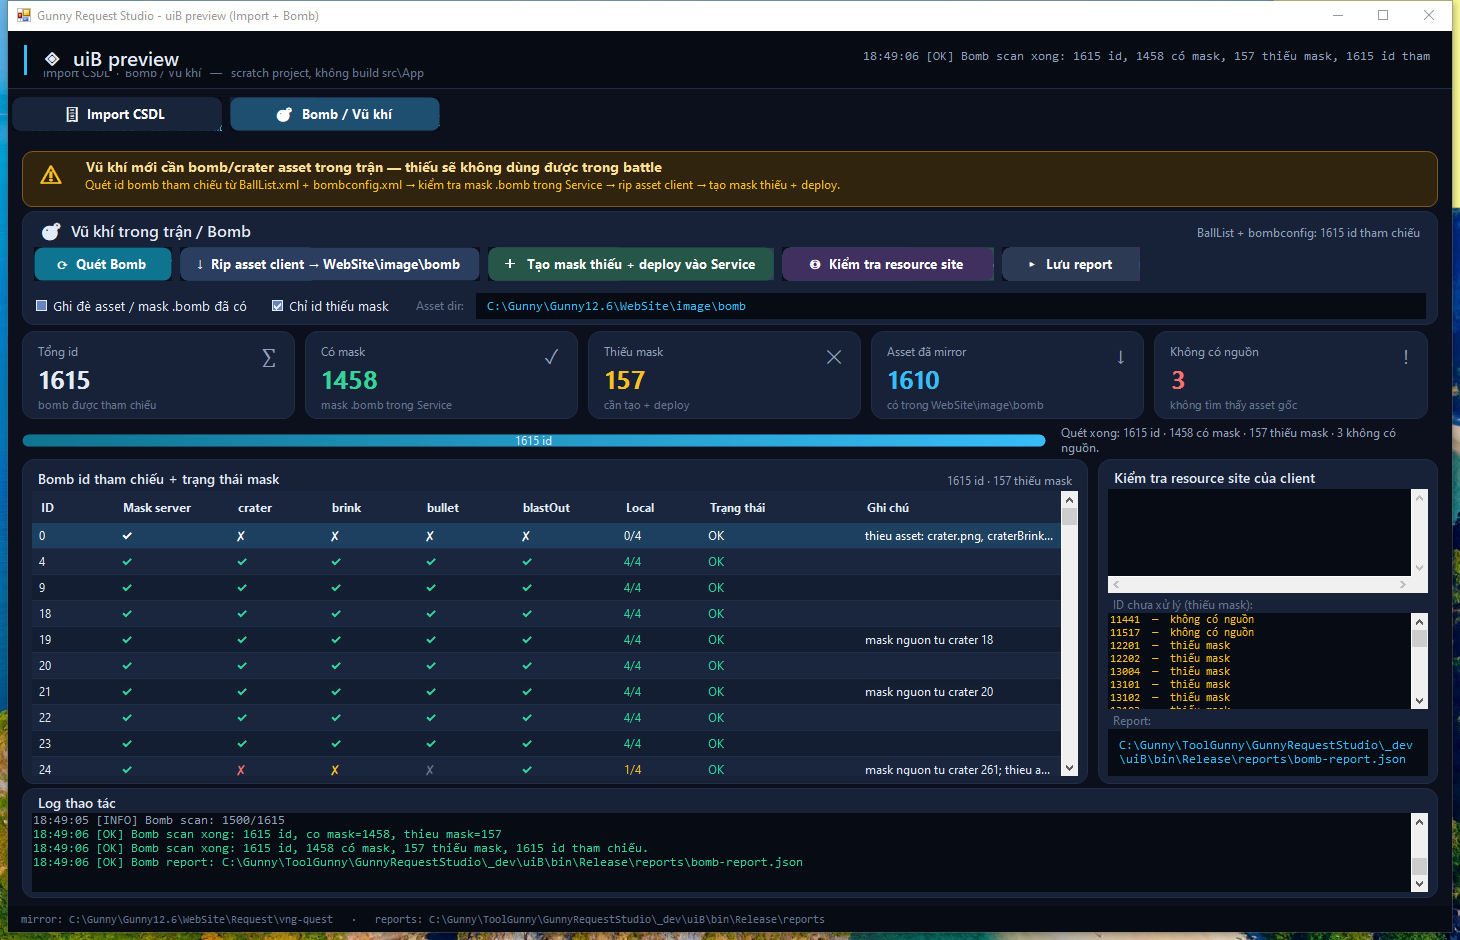 Gunny Request Studio - uiB preview (Import + Bomb)
uiB preview
18:49:06 [OK] Bomb scan xong: 1615 id, 1458 có mask, 157 thiếu mask, 1615 id tham
Import CSDL · Bomb / Vũ khí — scratch project, không build src\App
Import CSDL
Bomb / Vũ khí
Vũ khí mới cần bomb/crater asset trong trận — thiếu sẽ không dùng được trong battle
Quét id bomb tham chiếu từ BallList.xml + bombconfig.xml → kiểm tra mask .bomb trong Service → rip asset client → tạo mask thiếu + deploy.
Vũ khí trong trận / Bomb
BallList + bombconfig: 1615 id tham chiếu
⟳ Quét Bomb
↓ Rip asset client → WebSite\image\bomb
+ Tạo mask thiếu + deploy vào Service
Kiểm tra resource site
▸ Lưu report
Ghi đè asset / mask .bomb đã có
Chỉ id thiếu mask
Asset dir:
C:\Gunny\Gunny12.6\WebSite\image\bomb
Tổng id ∑
1615
bomb được tham chiếu
Có mask ✓
1458
mask .bomb trong Service
Thiếu mask ✕
157
cần tạo + deploy
Asset đã mirror ↓
1610
có trong WebSite\image\bomb
Không có nguồn !
3
không tìm thấy asset gốc
1615 id
Quét xong: 1615 id · 1458 có mask · 157 thiếu mask · 3 không có
nguồn.
Bomb id tham chiếu + trạng thái mask
1615 id · 157 thiếu mask
ID Mask server crater brink bullet blastOut Local Trạng thái Ghi chú
0 ✔ ✗ ✗ ✗ ✗ 0/4 OK thieu asset: crater.png, craterBrink...
4 ✔ ✔ ✔ ✔ ✔ 4/4 OK
9 ✔ ✔ ✔ ✔ ✔ 4/4 OK
18 ✔ ✔ ✔ ✔ ✔ 4/4 OK
19 ✔ ✔ ✔ ✔ ✔ 4/4 OK mask nguon tu crater 18
20 ✔ ✔ ✔ ✔ ✔ 4/4 OK
21 ✔ ✔ ✔ ✔ ✔ 4/4 OK mask nguon tu crater 20
22 ✔ ✔ ✔ ✔ ✔ 4/4 OK
23 ✔ ✔ ✔ ✔ ✔ 4/4 OK
24 ✔ ✗ ✗ ✗ ✔ 1/4 OK mask nguon tu crater 261; thieu a...
Kiểm tra resource site của client
ID chưa xử lý (thiếu mask):
11441 — không có nguồn
11517 — không có nguồn
12201 — thiếu mask
12202 — thiếu mask
13004 — thiếu mask
13101 — thiếu mask
13102 — thiếu mask
Report:
C:\Gunny\ToolGunny\GunnyRequestStudio\_dev
\uiB\bin\Release\reports\bomb-report.json
Log thao tác
18:49:05 [INFO] Bomb scan: 1500/1615
18:49:06 [OK] Bomb scan xong: 1615 id, co mask=1458, thieu mask=157
18:49:06 [OK] Bomb scan xong: 1615 id, 1458 có mask, 157 thiếu mask, 1615 id tham chiếu.
18:49:06 [OK] Bomb report: C:\Gunny\ToolGunny\GunnyRequestStudio\_dev\uiB\bin\Release\reports\bomb-report.json
mirror: C:\Gunny\Gunny12.6\WebSite\Request\vng-quest · reports: C:\Gunny\ToolGunny\GunnyRequestStudio\_dev\uiB\bin\Release\reports